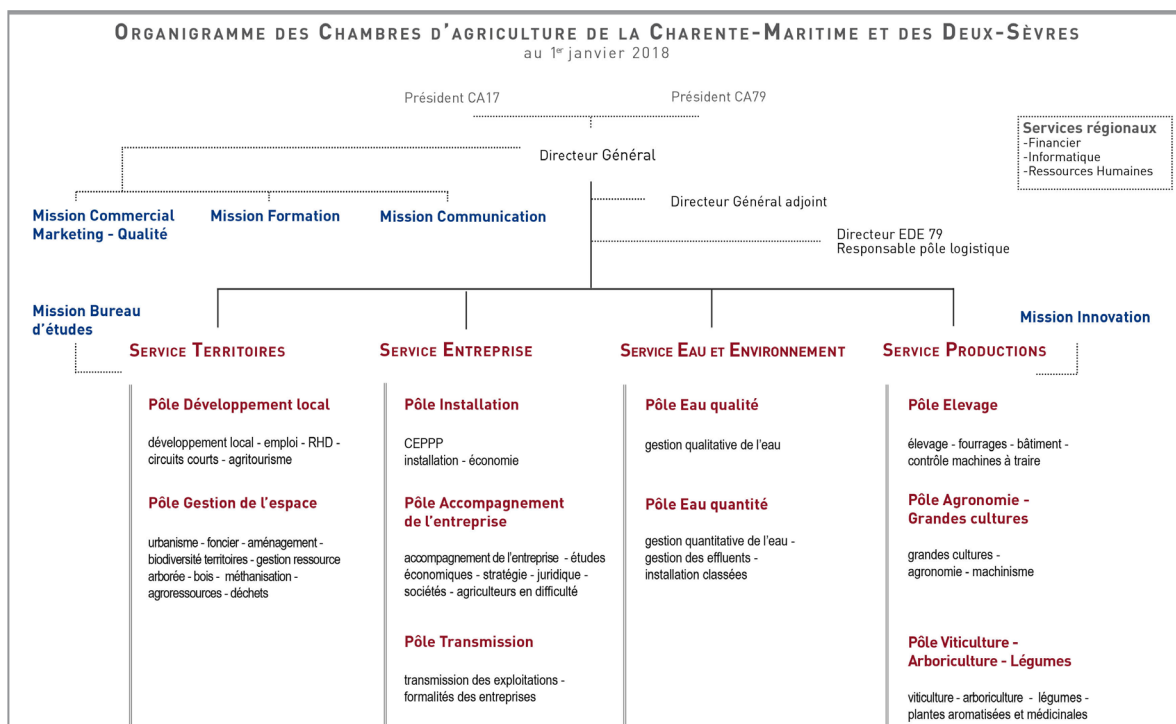 ORGANIGRAMME DES CHAMBRES D'AGRICULTURE DE LA CHARENTE-MARITIME ET DES DEUX-SÈVRES
au 1er janvier 2018
Président CA17
Président CA79
Services régionaux
-Financier
-Informatique
-Ressources Humaines
Directeur Général
Directeur Général adjoint
Mission Commercial
Marketing - Qualité
Mission Formation
Mission Communication
Directeur EDE 79
Responsable pôle logistique
Mission Bureau
d'études
Mission Innovation
SERVICE TERRITOIRES
Pôle Développement local
développement local - emploi - RHD -
circuits courts - agritourisme
Pôle Gestion de l'espace
urbanisme - foncier - aménagement -
biodiversité territoires - gestion ressource
arborée - bois - méthanisation -
agroressources - déchets
SERVICE ENTREPRISE
Pôle Installation
CEPPP
installation - économie
Pôle Accompagnement
de l'entreprise
accompagnement de l'entreprise - études
économiques - stratégie - juridique -
sociétés - agriculteurs en difficulté
Pôle Transmission
transmission des exploitations -
formalités des entreprises
SERVICE EAU ET ENVIRONNEMENT
Pôle Eau qualité
gestion qualitative de l'eau
Pôle Eau quantité
gestion quantitative de l'eau -
gestion des effluents -
installation classées
SERVICE PRODUCTIONS
Pôle Elevage
élevage - fourrages - bâtiment -
contrôle machines à traire
Pôle Agronomie -
Grandes cultures
grandes cultures -
agronomie - machinisme
Pôle Viticulture -
Arboriculture - Légumes
viticulture - arboriculture - légumes -
plantes aromatisées et médicinales